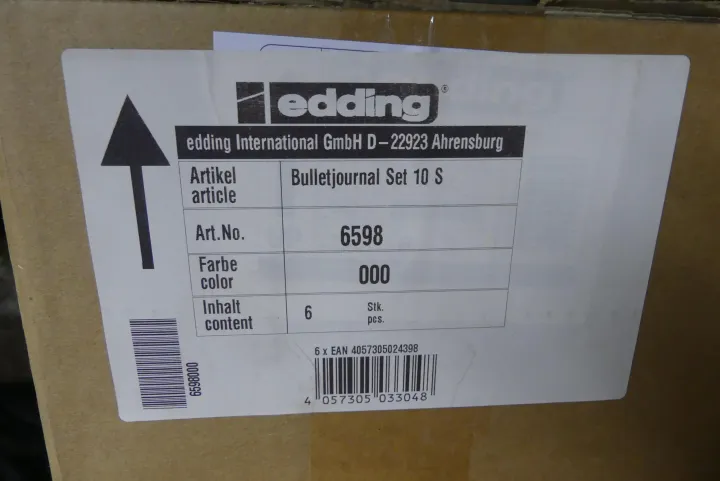 edding®
edding International GmbH D-22923 Ahrensburg
Artikel
article
Bulletjournal Set 10 S
Art.No.
6598
Farbe
color
000
Inhalt
content
6
Stk.
pcs.
6598000
6 x EAN 4057305024398
4 057305 033048